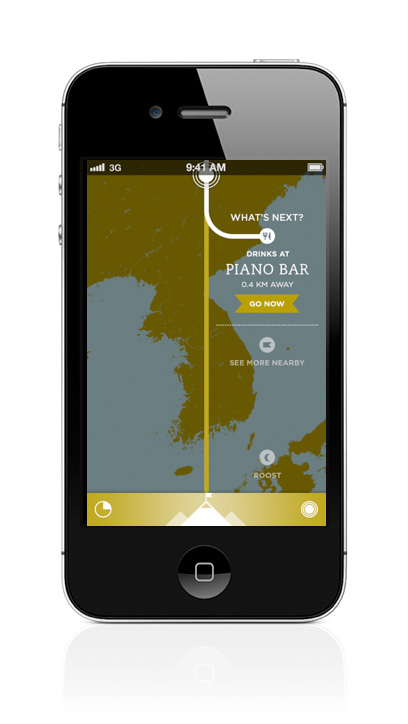 3G 9:41 AM
WHAT'S NEXT?
DRINKS AT
PIANO BAR
0.4 KM AWAY
GO NOW
SEE MORE NEARBY
ROOST